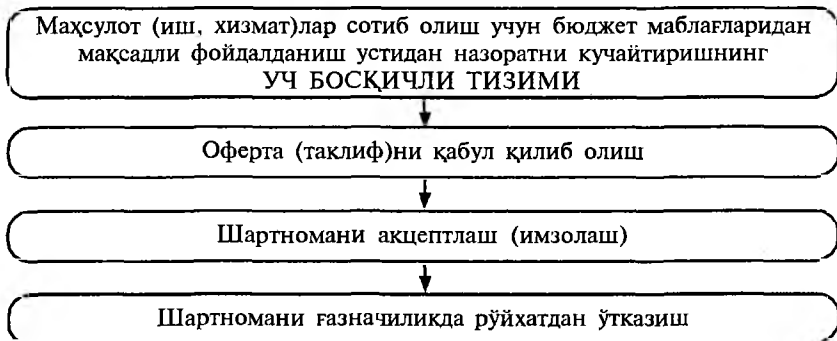 Маҳсулот (иш, хизмат)лар сотиб олиш учун бюджет маблағларидан
мақсадли фойдалданиш устидан назоратни кучайтиришнинг
УЧ БОСҚИЧЛИ ТИЗИМИ
Оферта (таклиф)ни қабул қилиб олиш
Шартномани акцептлаш (имзолаш)
Шартномани ғазначиликда рўйхатдан ўтказиш